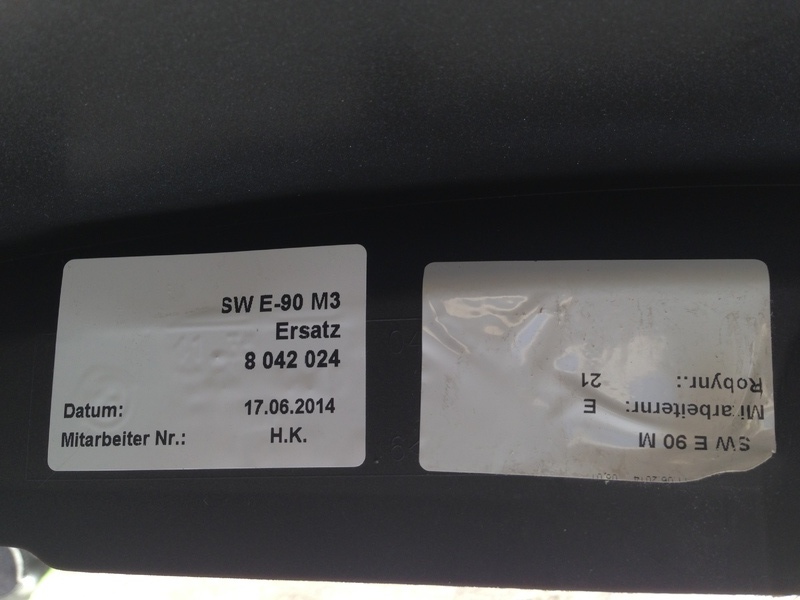 SW E-90 M3
Ersatz
8 042 024
Datum: 17.06.2014
Mitarbeiter Nr.: H.K.
SW E 90 M
Mitarbeiternr: E
Robynr.: 21